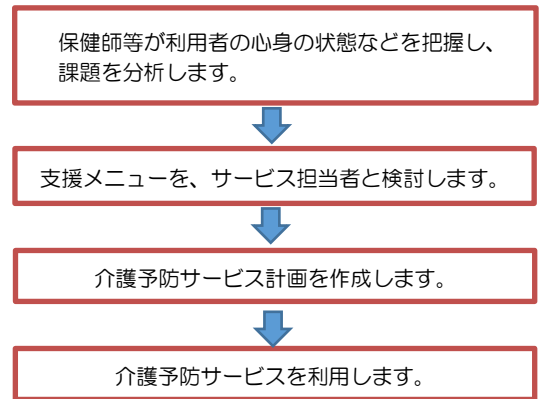 保健師等が利用者の心身の状態などを把握し、
課題を分析します。
支援メニューを、サービス担当者と検討します。
介護予防サービス計画を作成します。
介護予防サービスを利用します。